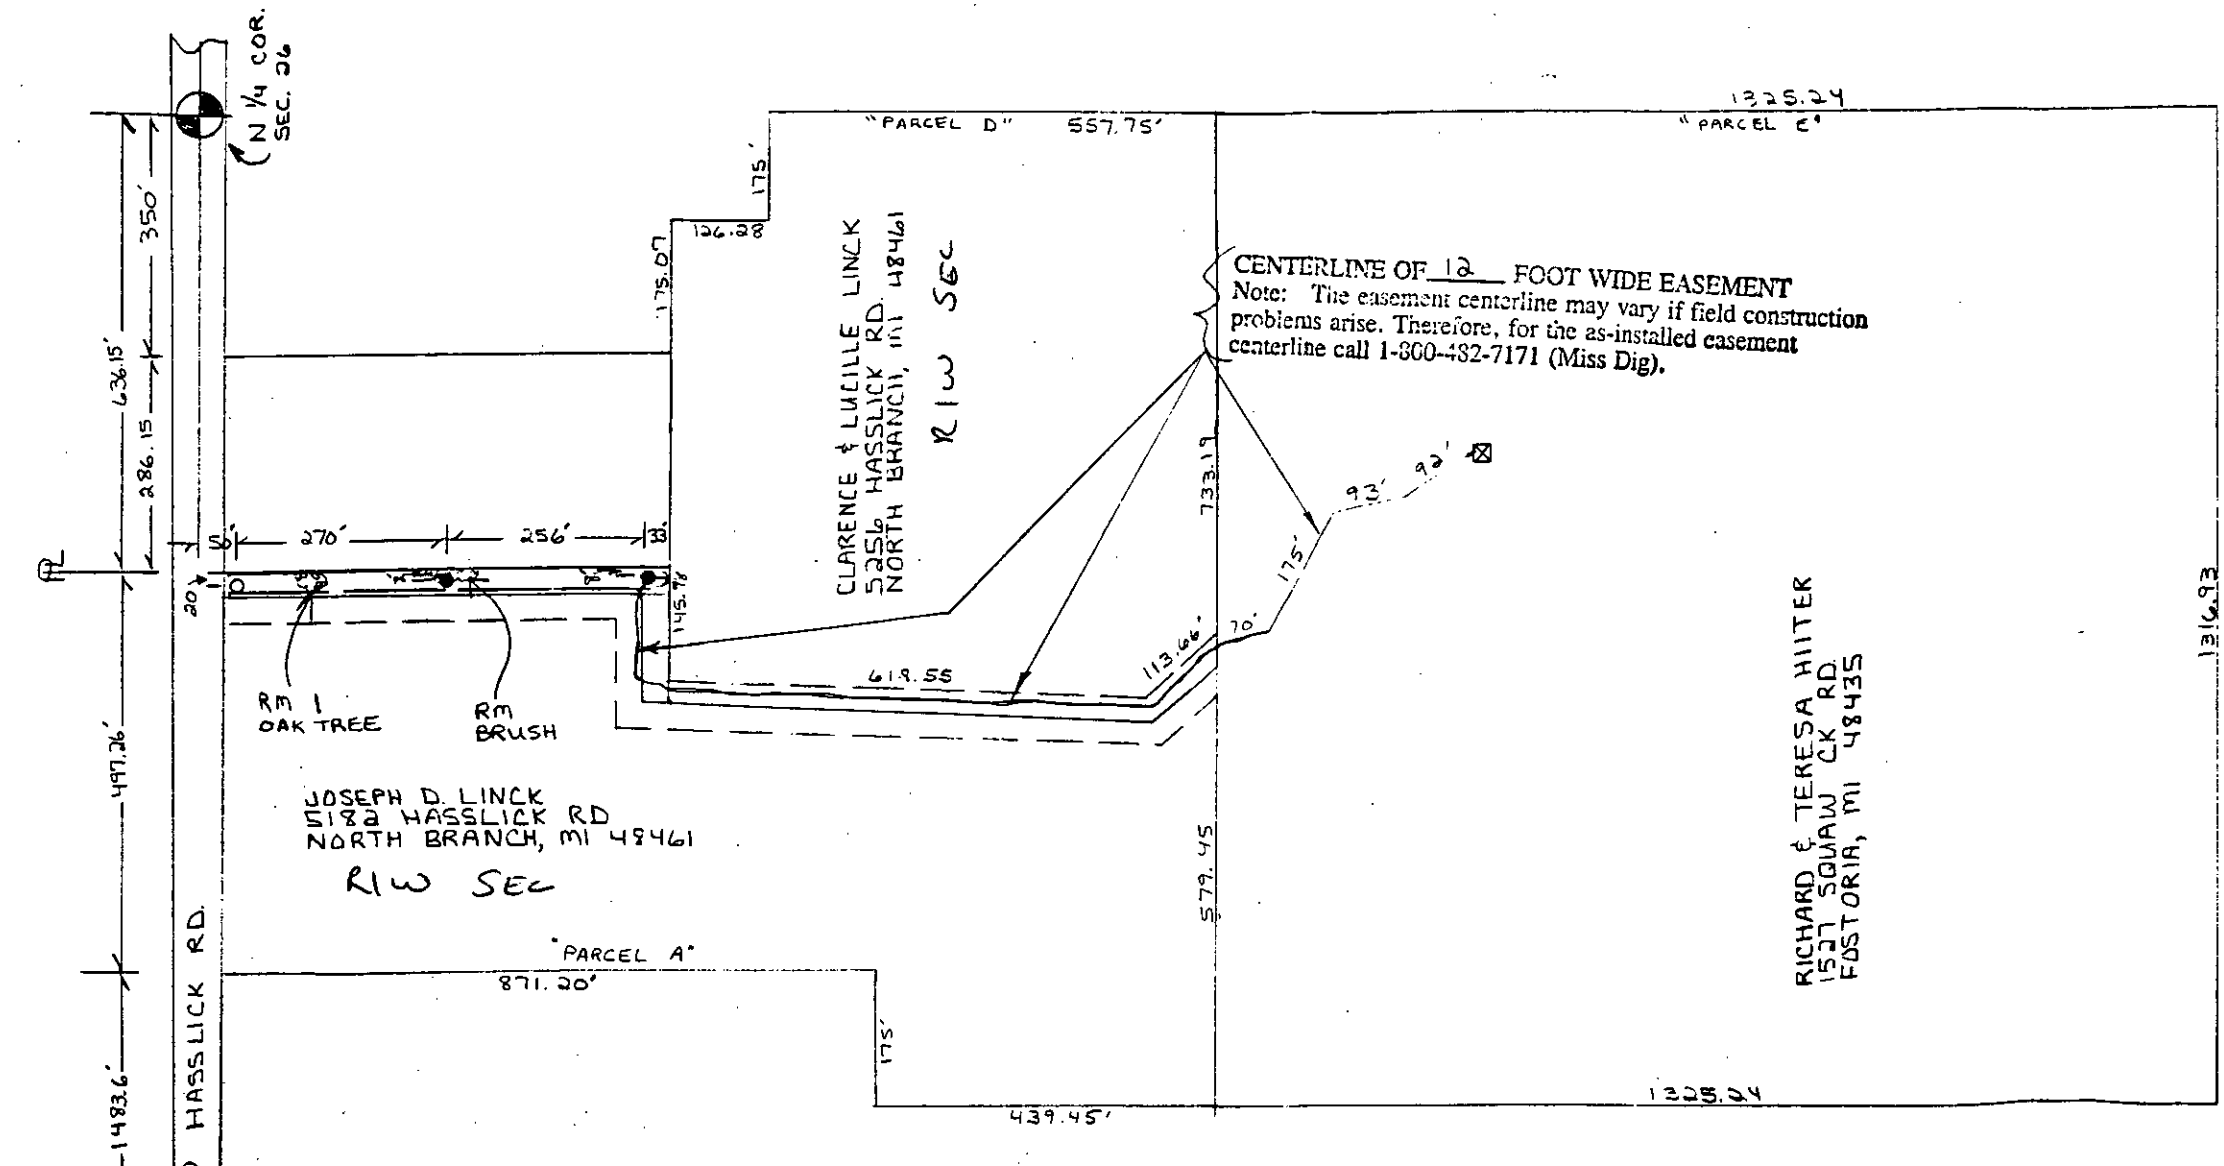 N 1/4 COR.
SEC. 26
1325.24
"PARCEL D" 557.75'
"PARCEL E"
175'
350'
126.28
175.07
636.15'
286.15
CLARENCE & LUCILLE LINCK
5256 HASSLICK RD.
NORTH BRANCH, MI 48461
R/W SEC
CENTERLINE OF 12 FOOT WIDE EASEMENT
Note: The easement centerline may vary if field construction
problems arise. Therefore, for the as-installed easement
centerline call 1-800-482-7171 (Miss Dig).
733.19
93'
92'
175'
70'
270'
256'
33'
PL
20'
145.78
113.66'
619.55
RM 1
OAK TREE
RM
BRUSH
497.26'
JOSEPH D. LINCK
5182 HASSLICK RD
NORTH BRANCH, MI 48461
R/W SEC
RICHARD & TERESA HIITER
1527 SQUAW CK RD.
FOSTORIA, MI 48435
1316.93
579.45
"PARCEL A"
871.20'
HASSLICK RD.
175'
1483.6'
439.45'
1325.24